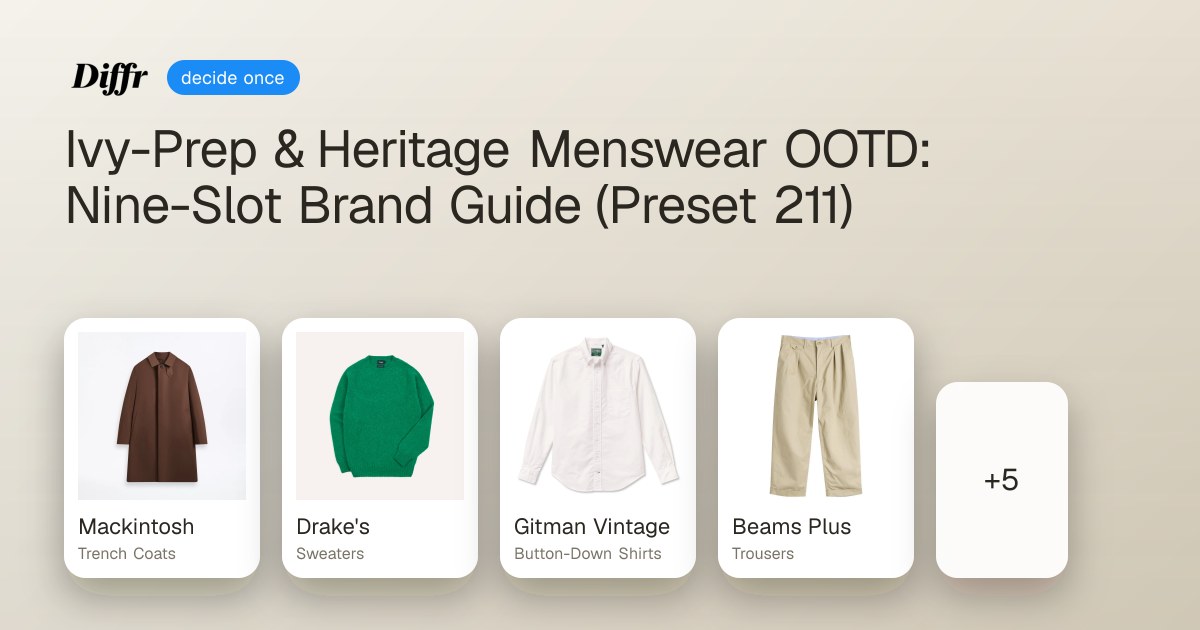 Diffr
decide once
Ivy-Prep & Heritage Menswear OOTD:
Nine-Slot Brand Guide (Preset 211)
Mackintosh
Trench Coats
Drake's
Sweaters
Gitman Vintage
Button-Down Shirts
Beams Plus
Trousers
+5